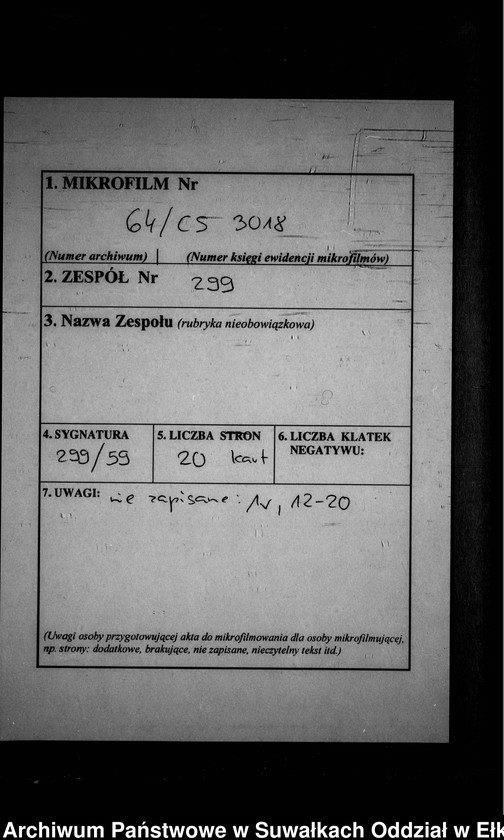 1. MIKROFILM Nr
64/CS 3018
(Numer archiwum) (Numer księgi ewidencji mikrofilmów)
2. ZESPÓŁ Nr 299
3. Nazwa Zespołu (rubryka nieobowiązkowa)
4. SYGNATURA
299/59
5. LICZBA STRON
20 kart
6. LICZBA KLATEK
NEGATYWU:
7. UWAGI: nie zapisane: 1v, 12-20
(Uwagi osoby przygotowującej akta do mikrofilmowania dla osoby mikrofilmującej,
np. strony: dodatkowe, brakujące, nie zapisane, nieczytelny tekst itd.)
Archiwum Państwowe w Suwałkach Oddział w Ełk